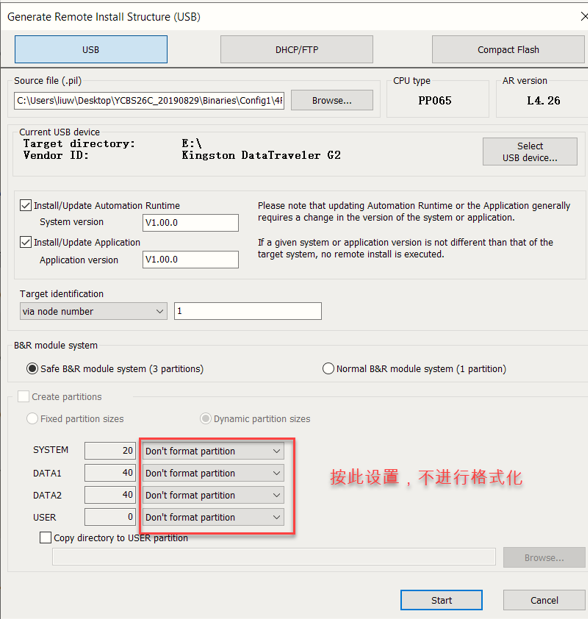 Generate Remote Install Structure (USB)
USB
DHCP/FTP
Compact Flash
Source file (.pil)
C:\Users\liuw\Desktop\YCBS26C_20190829\Binaries\Config1\4I
Browse...
CPU type
PP065
AR version
L4.26
Current USB device
Target directory: E:\
Vendor ID: Kingston DataTraveler G2
Select
USB device...
Install/Update Automation Runtime
System version V1.00.0
Install/Update Application
Application version V1.00.0
Please note that updating Automation Runtime or the Application generally
requires a change in the version of the system or application.
If a given system or application version is not different than that of the
target system, no remote install is executed.
Target identification
via node number 1
B&R module system
Safe B&R module system (3 partitions)
Normal B&R module system (1 partition)
Create partitions
Fixed partition sizes
Dynamic partition sizes
SYSTEM 20 Don't format partition
DATA1 40 Don't format partition
DATA2 40 Don't format partition
USER 0 Don't format partition
按此设置，不进行格式化
Copy directory to USER partition
Browse...
Start
Cancel